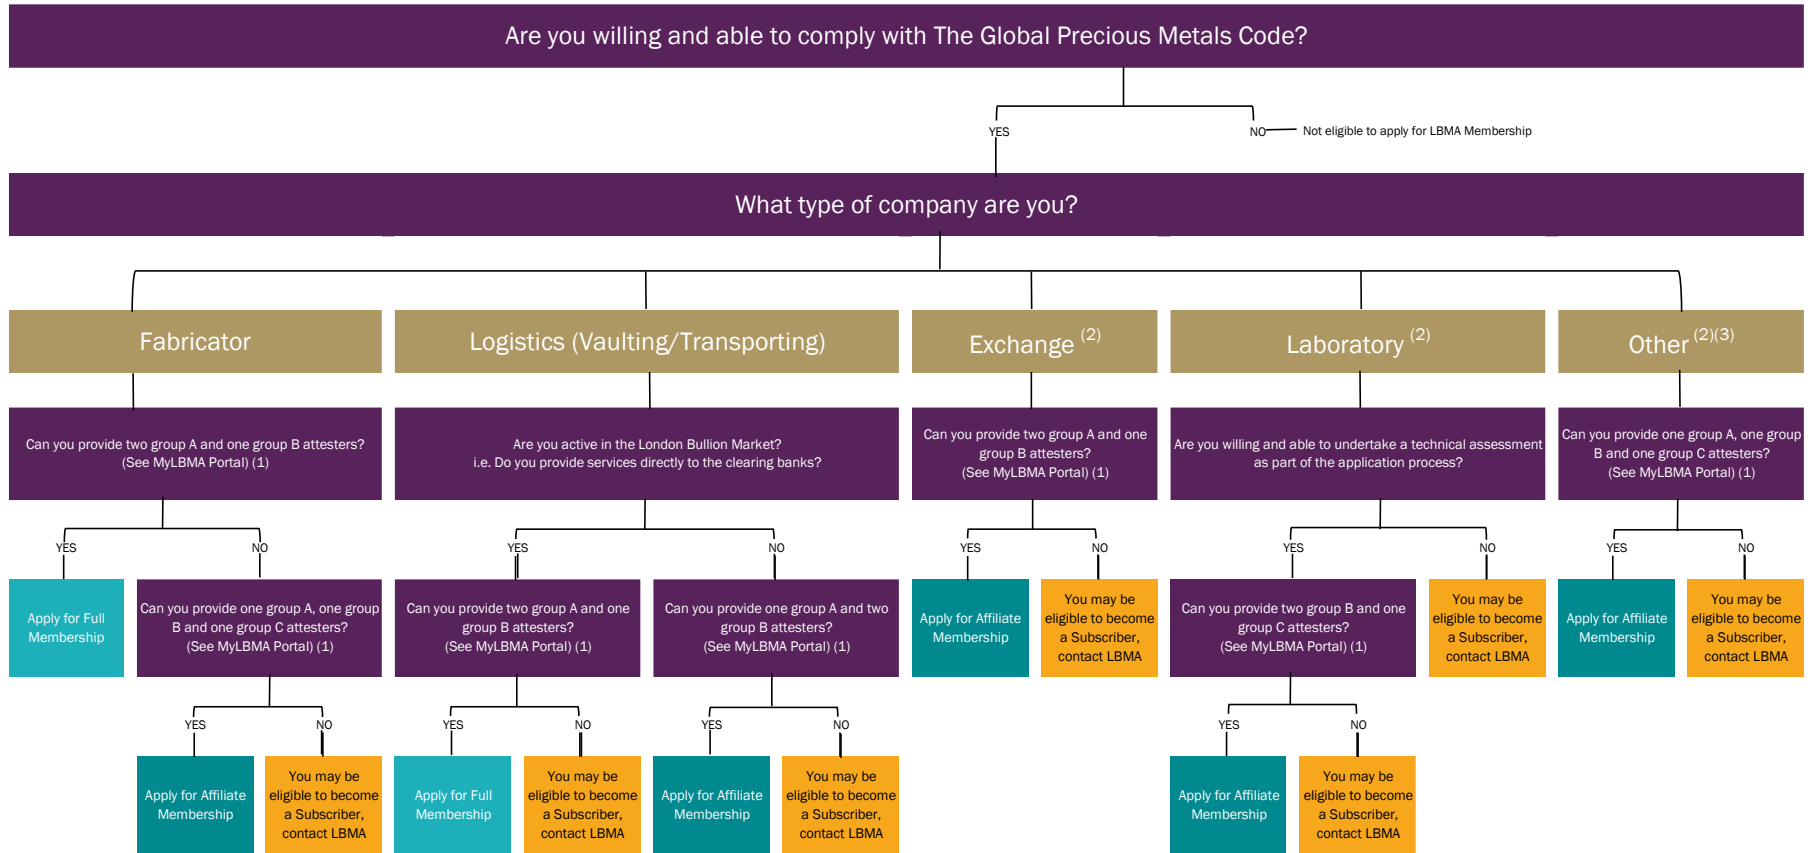 Are you willing and able to comply with The Global Precious Metals Code?
YES
NO
Not eligible to apply for LBMA Membership
What type of company are you?
Fabricator
Logistics (Vaulting/Transporting)
Exchange (2)
Laboratory (2)
Other (2)(3)
Can you provide two group A and one group B attesters?
(See MyLBMA Portal) (1)
Are you active in the London Bullion Market?
i.e. Do you provide services directly to the clearing banks?
Can you provide two group A and one
group B attesters?
(See MyLBMA Portal) (1)
Are you willing and able to undertake a technical assessment
as part of the application process?
Can you provide one group A, one group
B and one group C attesters?
(See MyLBMA Portal) (1)
YES
NO
YES
NO
YES
NO
YES
NO
YES
NO
Apply for Full
Membership
Can you provide one group A, one group
B and one group C attesters?
(See MyLBMA Portal) (1)
Can you provide two group A and one
group B attesters?
(See MyLBMA Portal) (1)
Can you provide one group A and two
group B attesters?
(See MyLBMA Portal) (1)
Apply for Affiliate
Membership
You may be
eligible to become
a Subscriber,
contact LBMA
Can you provide two group B and one
group C attesters?
(See MyLBMA Portal) (1)
You may be
eligible to become
a Subscriber,
contact LBMA
Apply for Affiliate
Membership
You may be
eligible to become
a Subscriber,
contact LBMA
YES
NO
YES
NO
YES
NO
YES
NO
Apply for Affiliate
Membership
You may be
eligible to become
a Subscriber,
contact LBMA
Apply for Full
Membership
You may be
eligible to become
a Subscriber,
contact LBMA
Apply for Affiliate
Membership
You may be
eligible to become
a Subscriber,
contact LBMA
Apply for Affiliate
Membership
You may be
eligible to become
a Subscriber,
contact LBMA